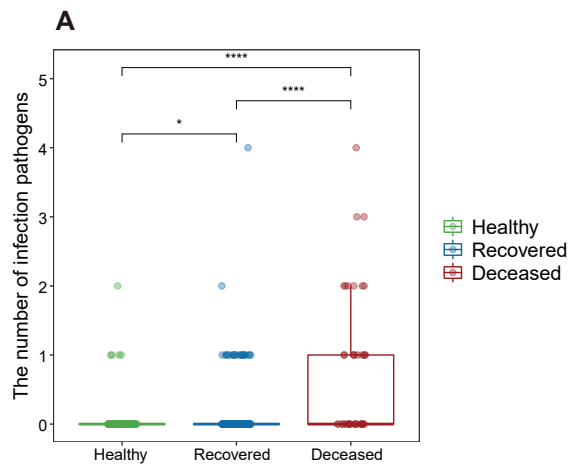 A
The number of infection pathogens
5
4
3
2
1
0
****
****
*
Healthy
Recovered
Deceased
Healthy
Recovered
Deceased